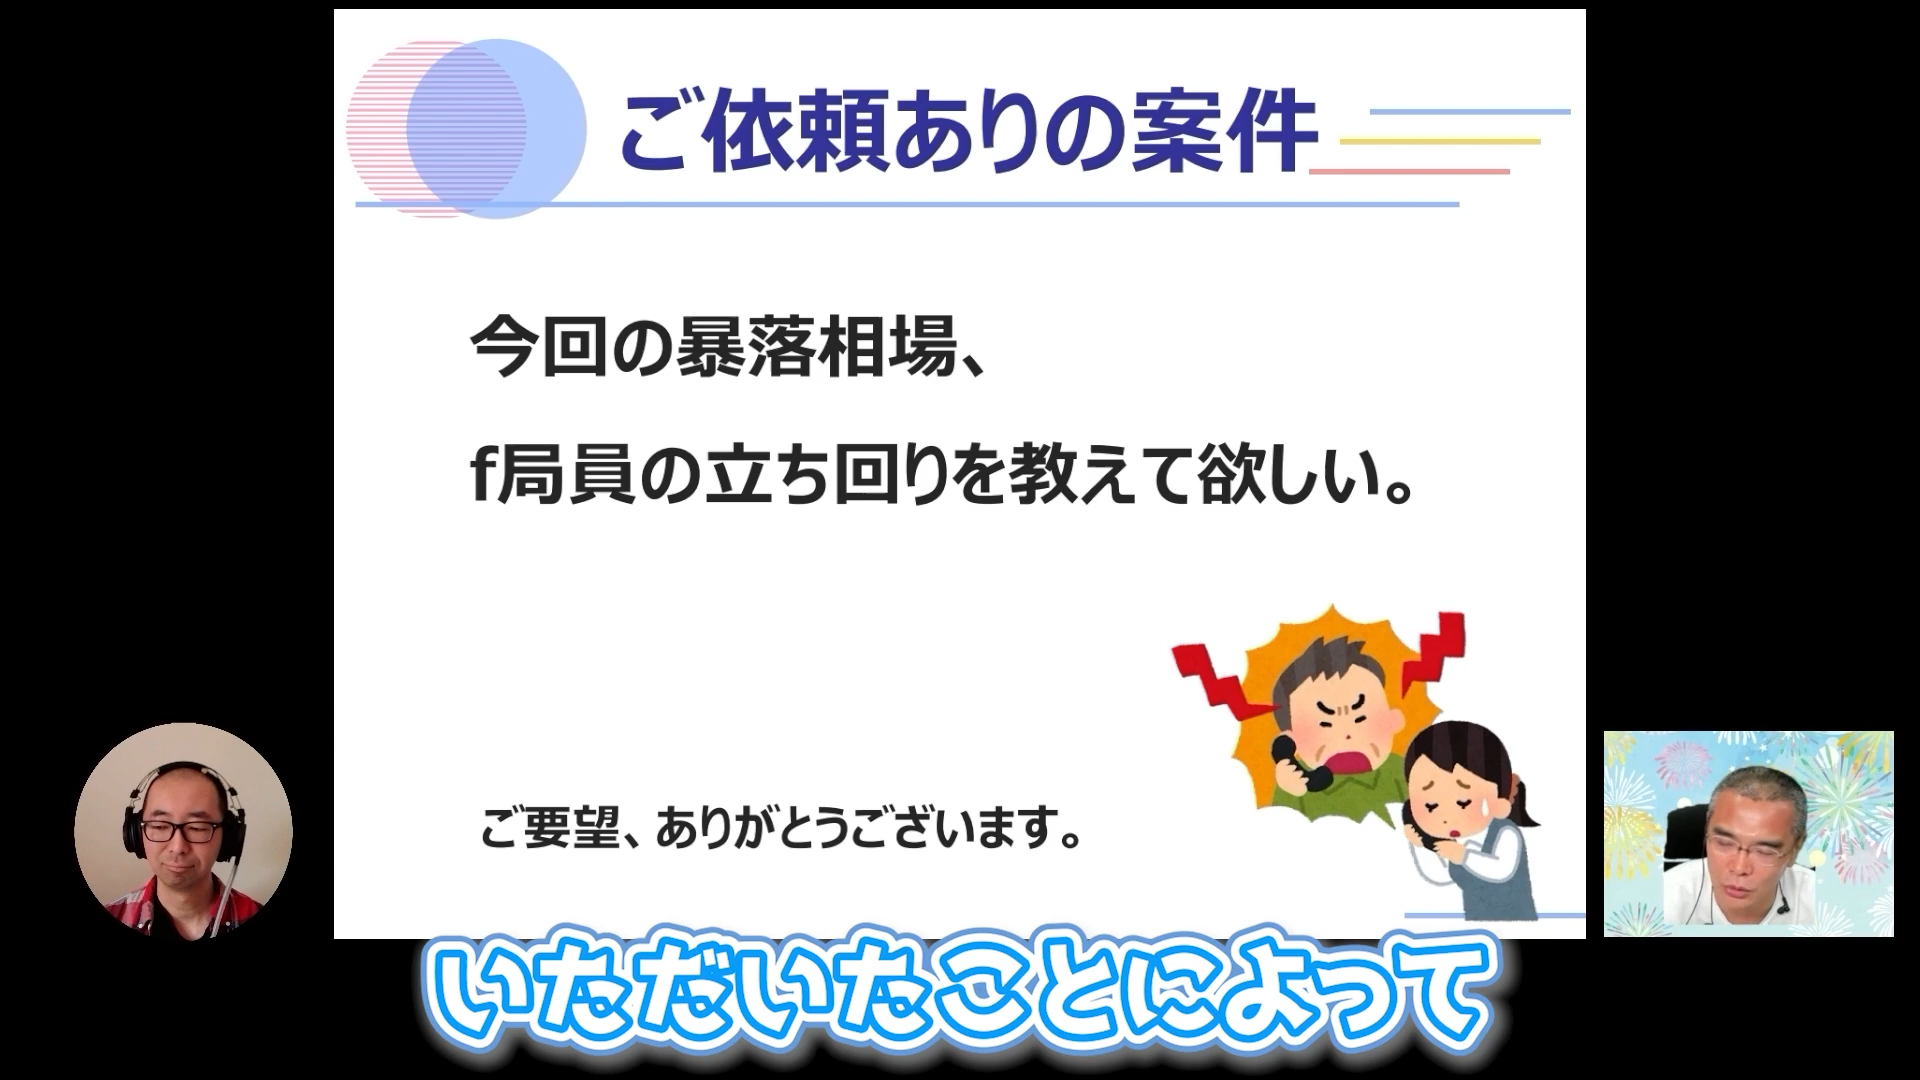 ご依頼ありの案件
今回の暴落相場、
f局員の立ち回りを教えて欲しい。
ご要望、ありがとうございます。
いただいたことによって